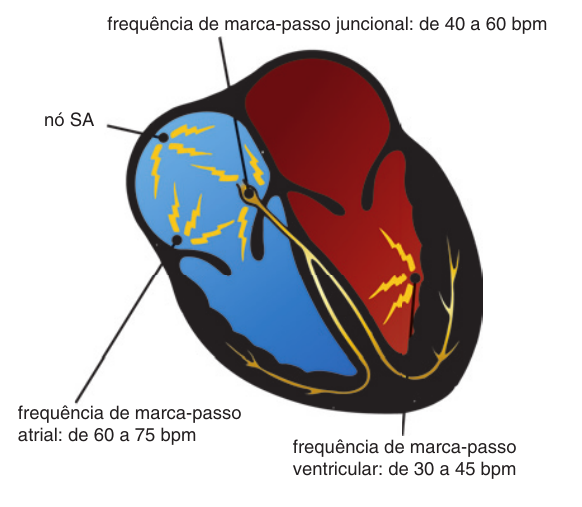 frequência de marca-passo juncional: de 40 a 60 bpm
nó SA
frequência de marca-passo
atrial: de 60 a 75 bpm
frequência de marca-passo
ventricular: de 30 a 45 bpm